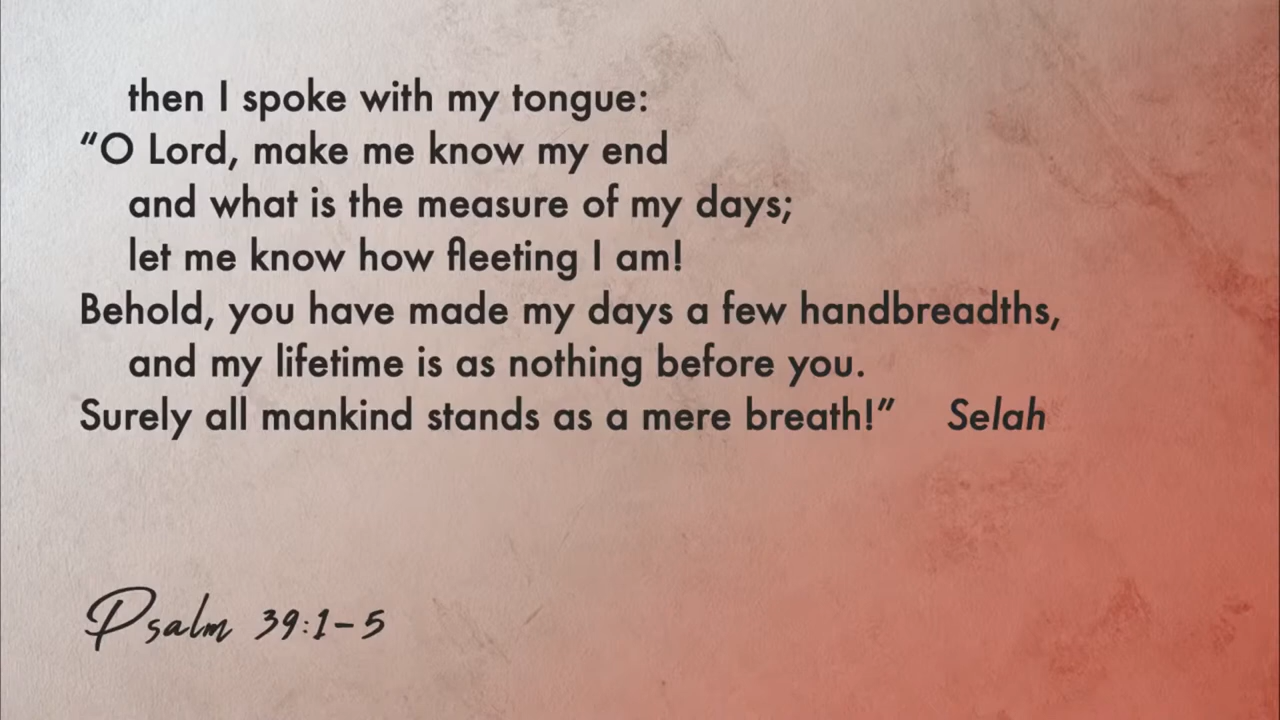 then I spoke with my tongue:
“O Lord, make me know my end
and what is the measure of my days;
let me know how fleeting I am!
Behold, you have made my days a few handbreadths,
and my lifetime is as nothing before you.
Surely all mankind stands as a mere breath!” Selah
Psalm 39:1–5